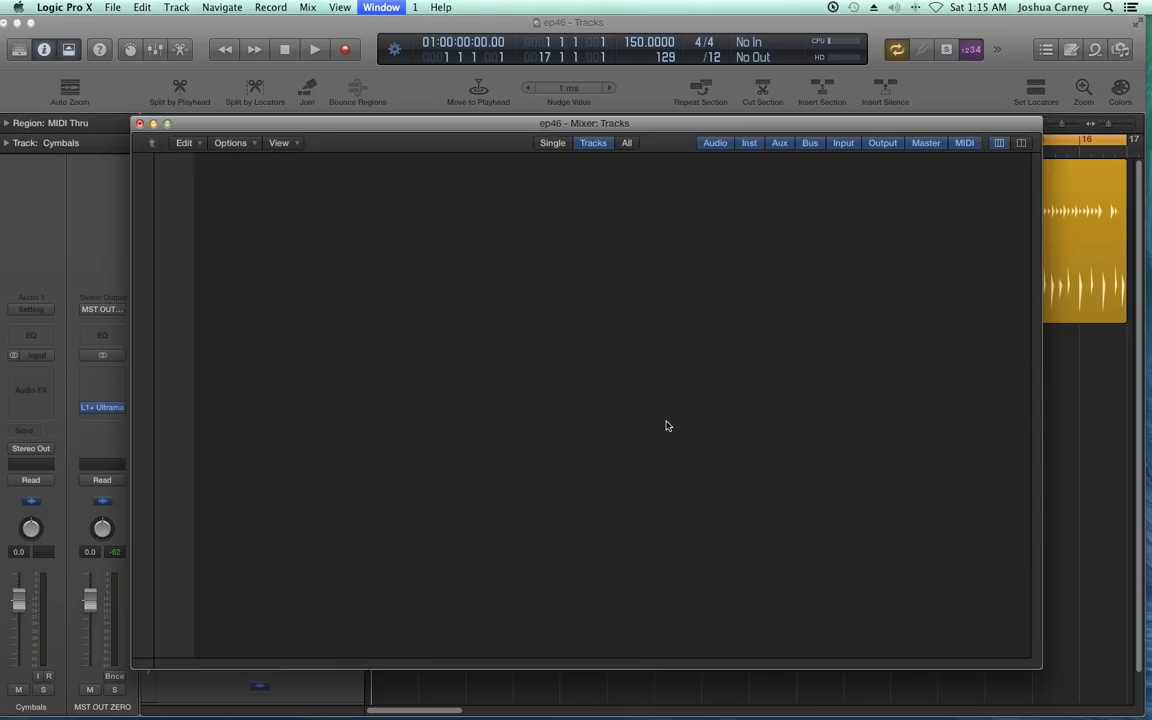 Logic Pro X File Edit Track Navigate Record Mix View Window 1 Help Sat 1:15 AM Joshua Carney
ep46 - Tracks
01:00:00:00.00 1 1 1 001 150.0000 4/4 No In CPU
1 1 1 001 0017 1 1 001 129 /12 No Out HD
S 1234
Auto Zoom Split by Playhead Split by Locators Join Bounce Regions Move to Playhead 1 ms Nudge Value Repeat Section Cut Section Insert Section Insert Silence Set Locators Zoom Colors
Region: MIDI Thru
ep46 - Mixer: Tracks
Track: Cymbals
Edit Options View Single Tracks All Audio Inst Aux Bus Input Output Master MIDI
16 17
Audio 1 Stereo Output
Setting MST OUT...
EQ EQ
Input
Audio FX
L1+ Ultrama
Send
Stereo Out
Read Read
0.0 0.0 -62
I R Bnce
M S M S
Cymbals MST OUT ZERO